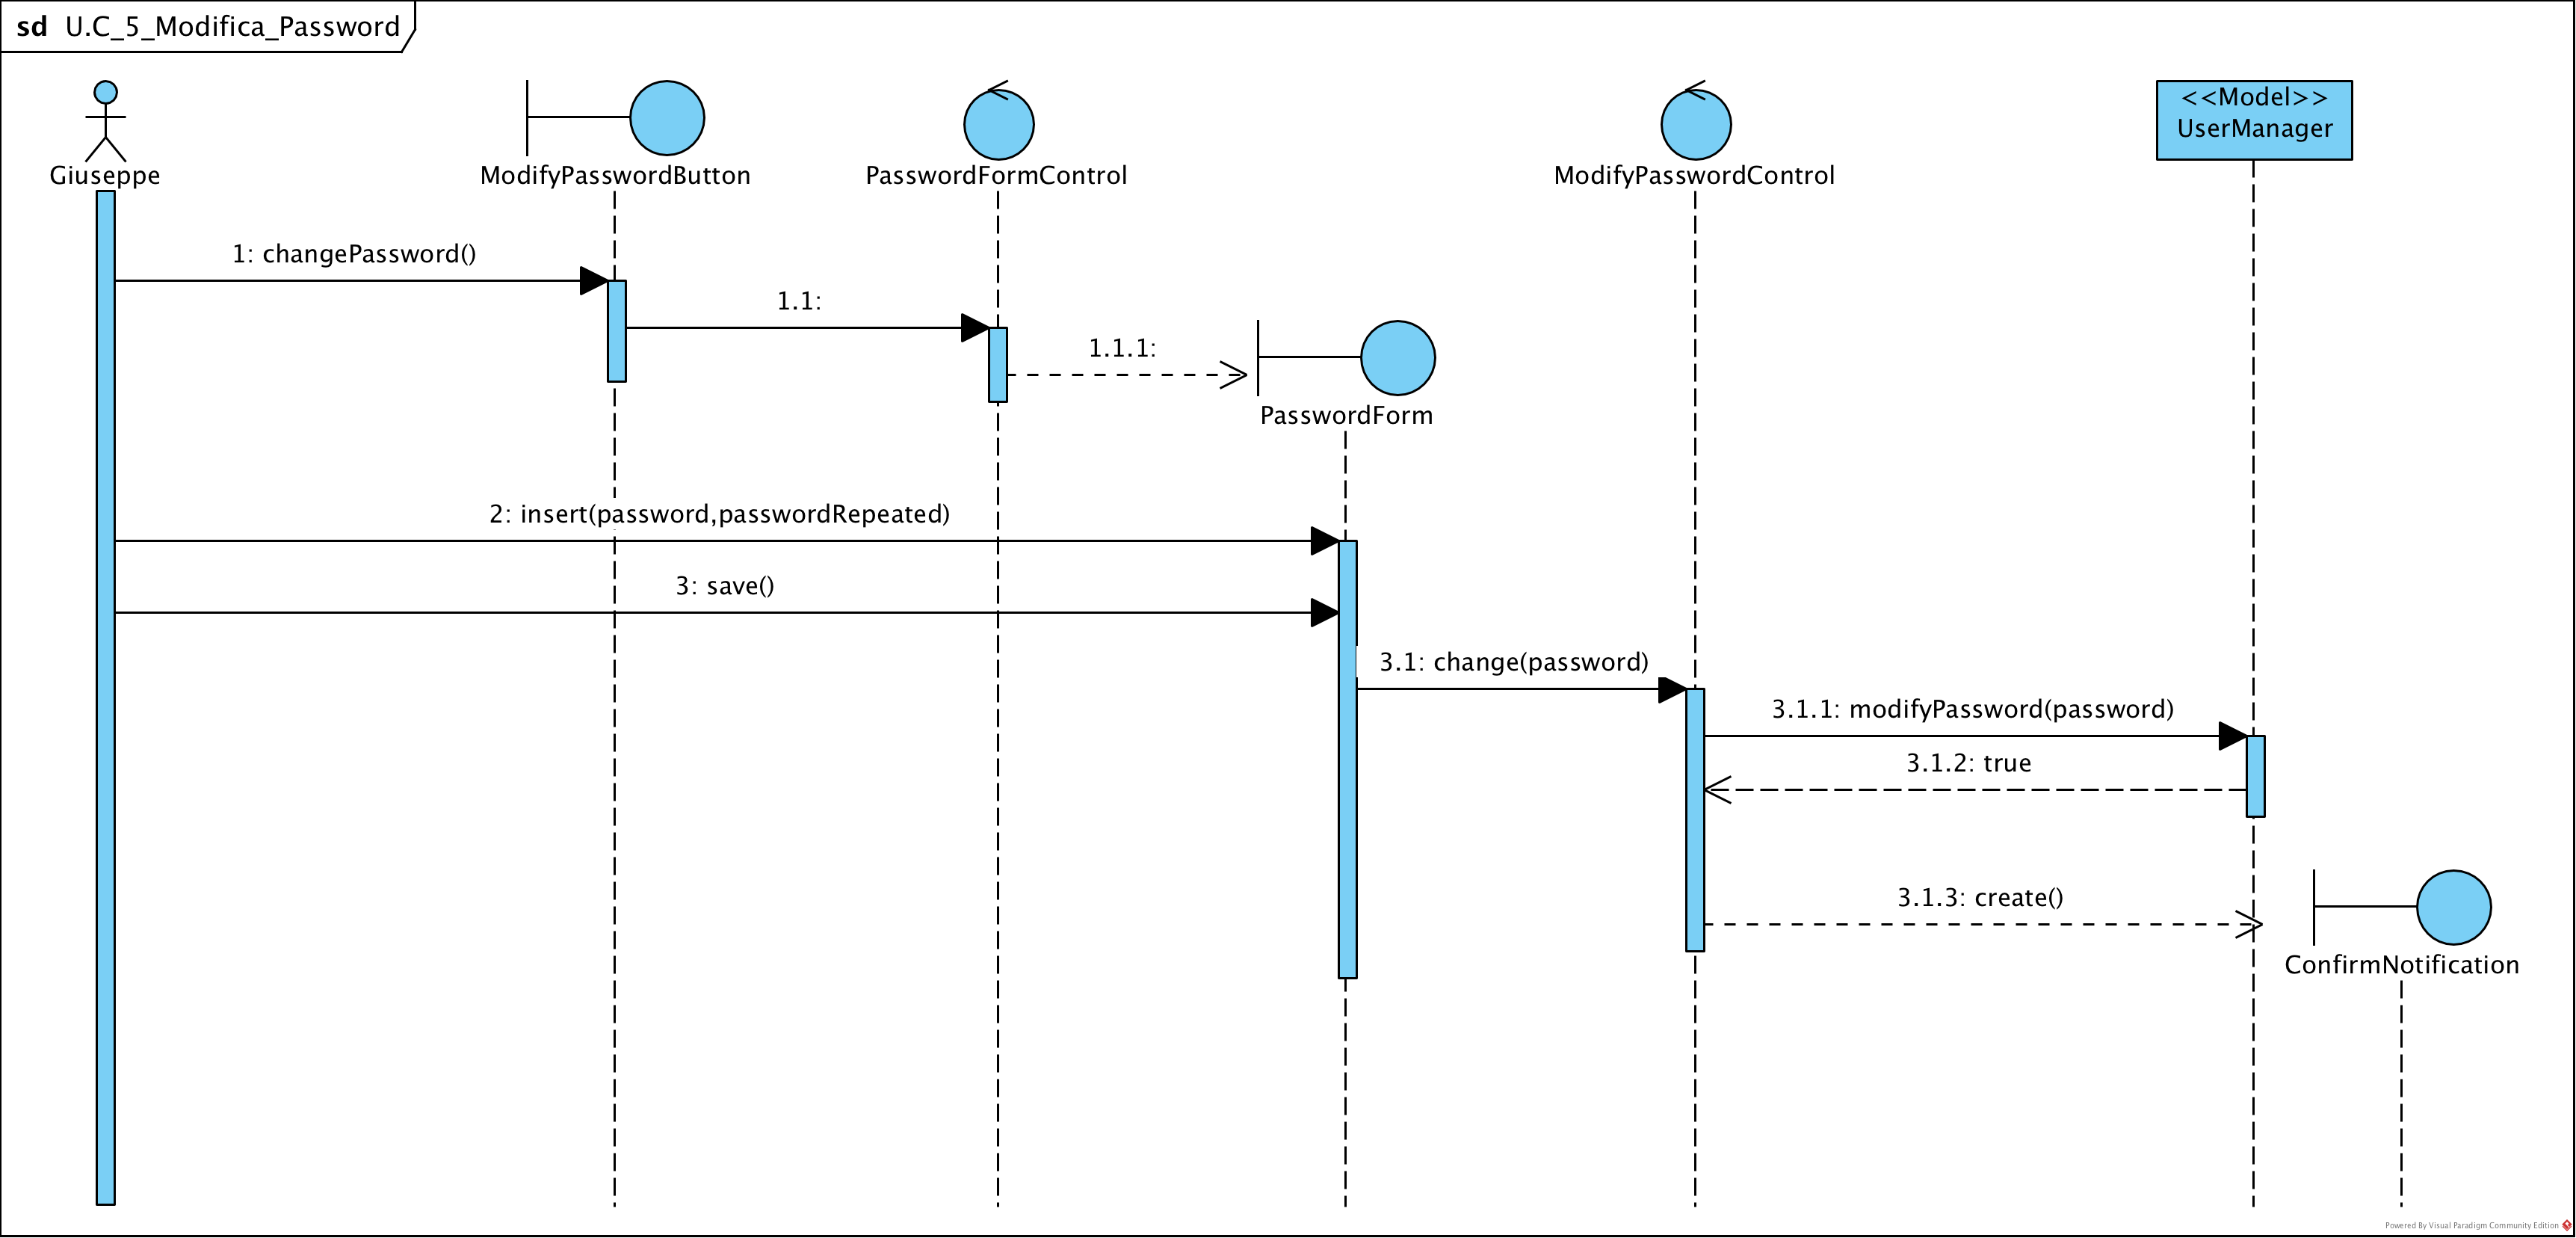 sd U.C_5_Modifica_Password
<<Model>>
UserManager
Giuseppe
ModifyPasswordButton
PasswordFormControl
ModifyPasswordControl
1: changePassword()
1.1:
1.1.1:
PasswordForm
2: insert(password,passwordRepeated)
3: save()
3.1: change(password)
3.1.1: modifyPassword(password)
3.1.2: true
3.1.3: create()
ConfirmNotification
Powered By Visual Paradigm Community Edition